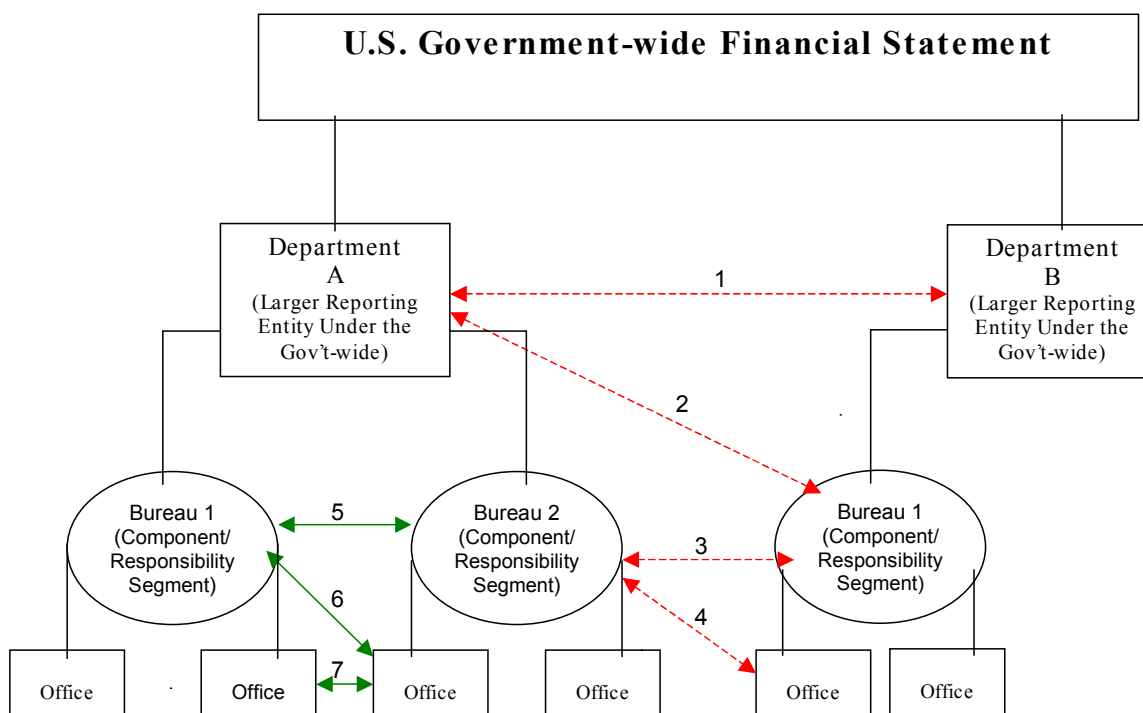 U.S. Government-wide Financial Statement
Department
A
(Larger Reporting
Entity Under the
Gov't-wide)
Department
B
(Larger Reporting
Entity Under the
Gov't-wide)
1
2
Bureau 1
(Component/
Responsibility
Segment)
5
Bureau 2
(Component/
Responsibility
Segment)
3
Bureau 1
(Component/
Responsibility
Segment)
6
4
7
Office
Office
Office
Office
Office
Office